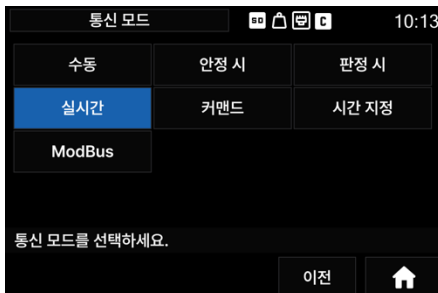 통신 모드 SD C 10:13
수동 안정 시 판정 시
실시간 커맨드 시간 지정
ModBus
통신 모드를 선택하세요.
이전